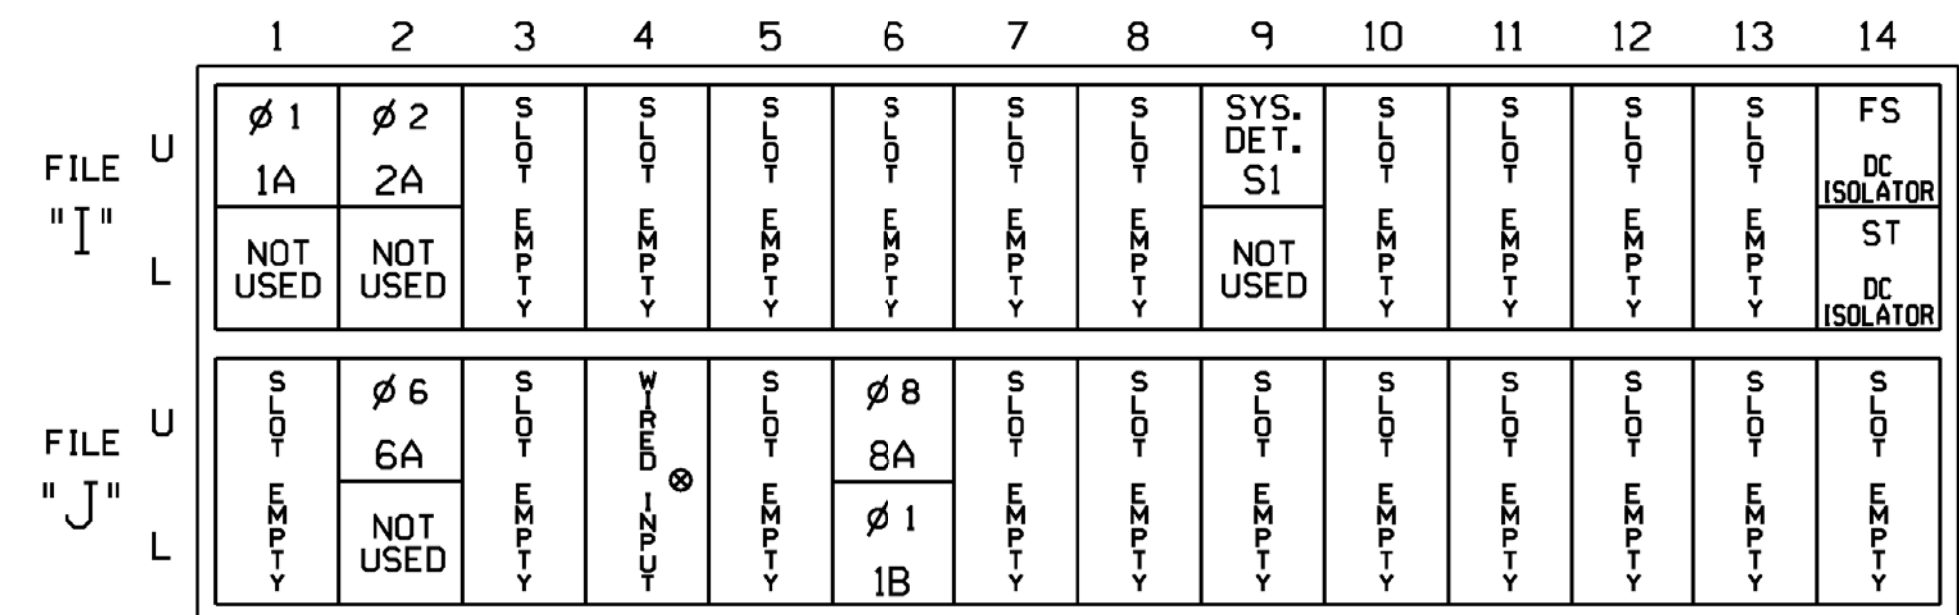 1 2 3 4 5 6 7 8 9 10 11 12 13 14
FILE "I"
U
L
Ø 1
1A
NOT
USED
Ø 2
2A
NOT
USED
SLOT EMPTY
SLOT EMPTY
SLOT EMPTY
SLOT EMPTY
SLOT EMPTY
SLOT EMPTY
SYS.
DET.
S1
NOT
USED
SLOT EMPTY
SLOT EMPTY
SLOT EMPTY
SLOT EMPTY
FS
DC
ISOLATOR
ST
DC
ISOLATOR
FILE "J"
U
L
SLOT EMPTY
Ø 6
6A
NOT
USED
SLOT EMPTY
WIRED INPUT
⊗
SLOT EMPTY
Ø 8
8A
Ø 1
1B
SLOT EMPTY
SLOT EMPTY
SLOT EMPTY
SLOT EMPTY
SLOT EMPTY
SLOT EMPTY
SLOT EMPTY
SLOT EMPTY